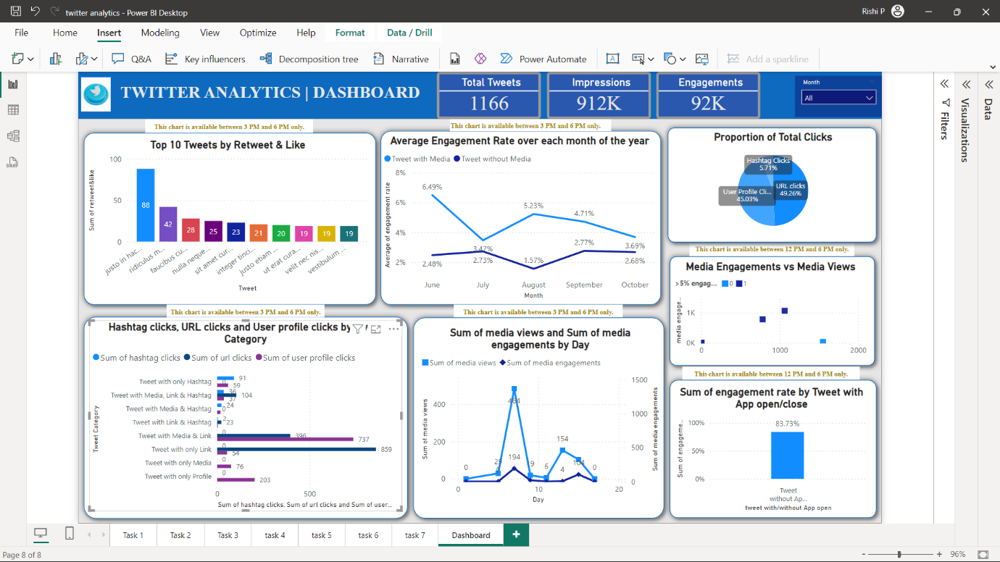 twitter analytics - Power BI Desktop
Rishi P
File Home Insert Modeling View Optimize Help Format Data / Drill
Q&A Key influencers Decomposition tree Narrative Power Automate Add a sparkline
TWITTER ANALYTICS | DASHBOARD
Total Tweets
1166
Impressions
912K
Engagements
92K
Month
All
Filters
Visualizations
Data
This chart is available between 3 PM and 6 PM only.
Top 10 Tweets by Retweet & Like
Sum of retweet&like
100
50
0
88 42 28 25 23 21 20 19 19 19
justo in hac... ridiculus m... faucibus cu... nulla neque... sit amet cur... integer tinci... justo etiam ... ut erat cura... velit nec nis... vestibulum ...
Tweet
This chart is available between 3 PM and 6 PM only.
Average Engagement Rate over each month of the year
Tweet with Media Tweet without Media
Average of engagement rate
8%
6%
4%
2%
6.49% 3.47% 5.23% 4.71% 3.69%
2.48% 2.73% 1.57% 2.77% 2.68%
June July August September October
Month
Proportion of Total Clicks
Hashtag Clicks
5.71%
User Profile Cli...
45.03%
URL clicks
49.26%
This chart is available between 12 PM and 6 PM only.
Media Engagements vs Media Views
>5% engag... 0 1
media engage...
1K
0K
0 1000 2000
This chart is available between 3 PM and 6 PM only.
Hashtag clicks, URL clicks and User profile clicks by
Category
Sum of hashtag clicks Sum of url clicks Sum of user profile clicks
Tweet Category
Tweet with only Hashtag 91 0 59
Tweet with Media, Link & Hashtag 36 104 37
Tweet with Media & Hashtag 24 0
Tweet with Link & Hashtag 2 23
Tweet with Media & Link 0 396 737
Tweet with only Link 0 859 54
Tweet with only Media 0 76
Tweet with only Profile 0 203
0 500
Sum of hashtag clicks, Sum of url clicks and Sum of user...
This chart is available between 3 PM and 6 PM only.
Sum of media views and Sum of media
engagements by Day
Sum of media views Sum of media engagements
Sum of media views
400
200
0
1500
1000
500
0
Sum of media engagements
0 29 194 9 6 154 4 104 0
0 10 20
Day
This chart is available between 12 PM and 6 PM only.
Sum of engagement rate by Tweet with
App open/close
Sum of engageme...
100%
50%
0%
83.73%
Tweet
without Ap...
tweet with/without App open
Task 1 Task 2 Task 3 task 4 task 5 task 6 task 7 Dashboard +
Page 8 of 8
- + 96%